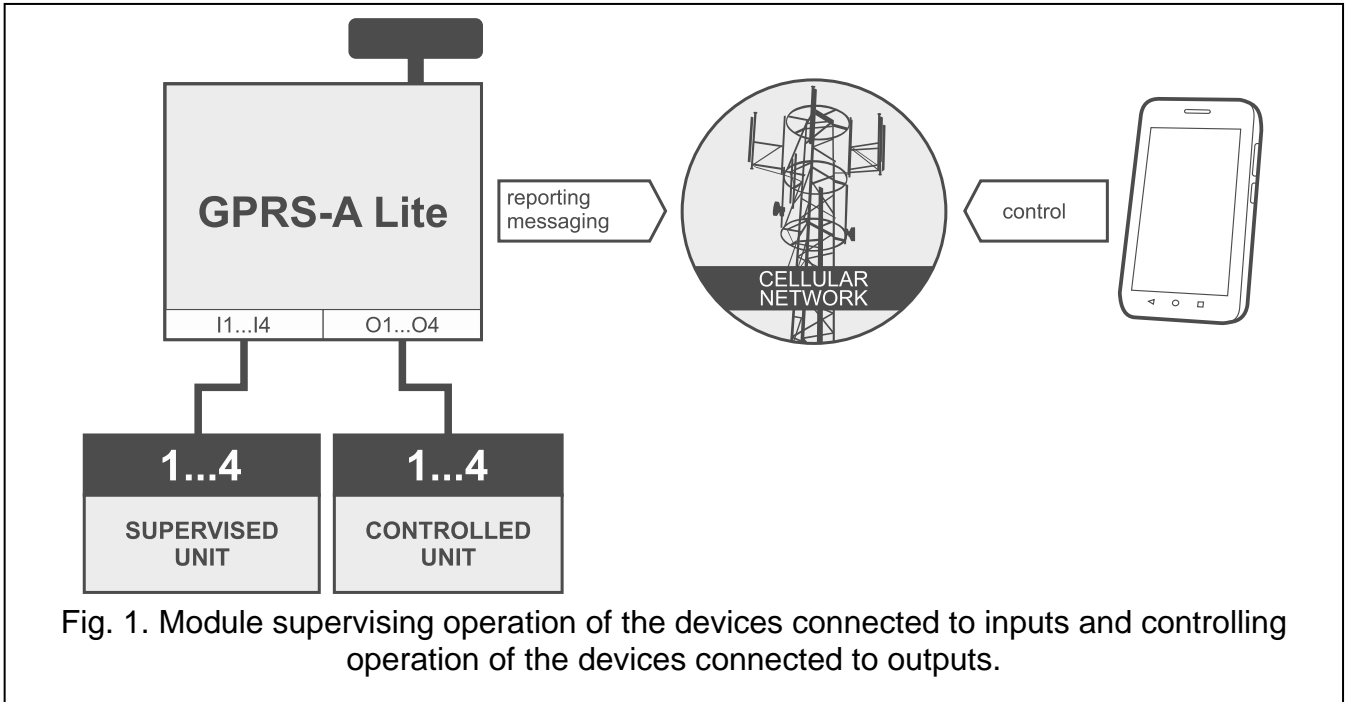 GPRS-A Lite
reporting
messaging
CELLULAR
NETWORK
control
I1...I4
O1...O4
1...4
SUPERVISED
UNIT
1...4
CONTROLLED
UNIT
Fig. 1. Module supervising operation of the devices connected to inputs and controlling
operation of the devices connected to outputs.